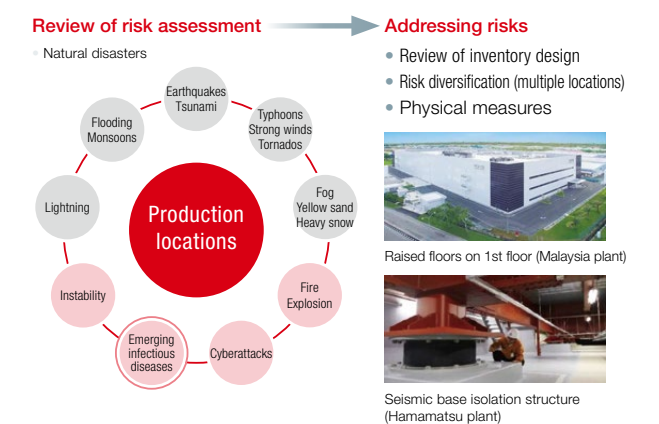 Review of risk assessment
Addressing risks
• Natural disasters
Earthquakes
Tsunami
Typhoons
Strong winds
Tornados
Fog
Yellow sand
Heavy snow
Fire
Explosion
Cyberattacks
Emerging
infectious
diseases
Instability
Lightning
Flooding
Monsoons
Production
locations
• Review of inventory design
• Risk diversification (multiple locations)
• Physical measures
Raised floors on 1st floor (Malaysia plant)
Seismic base isolation structure
(Hamamatsu plant)